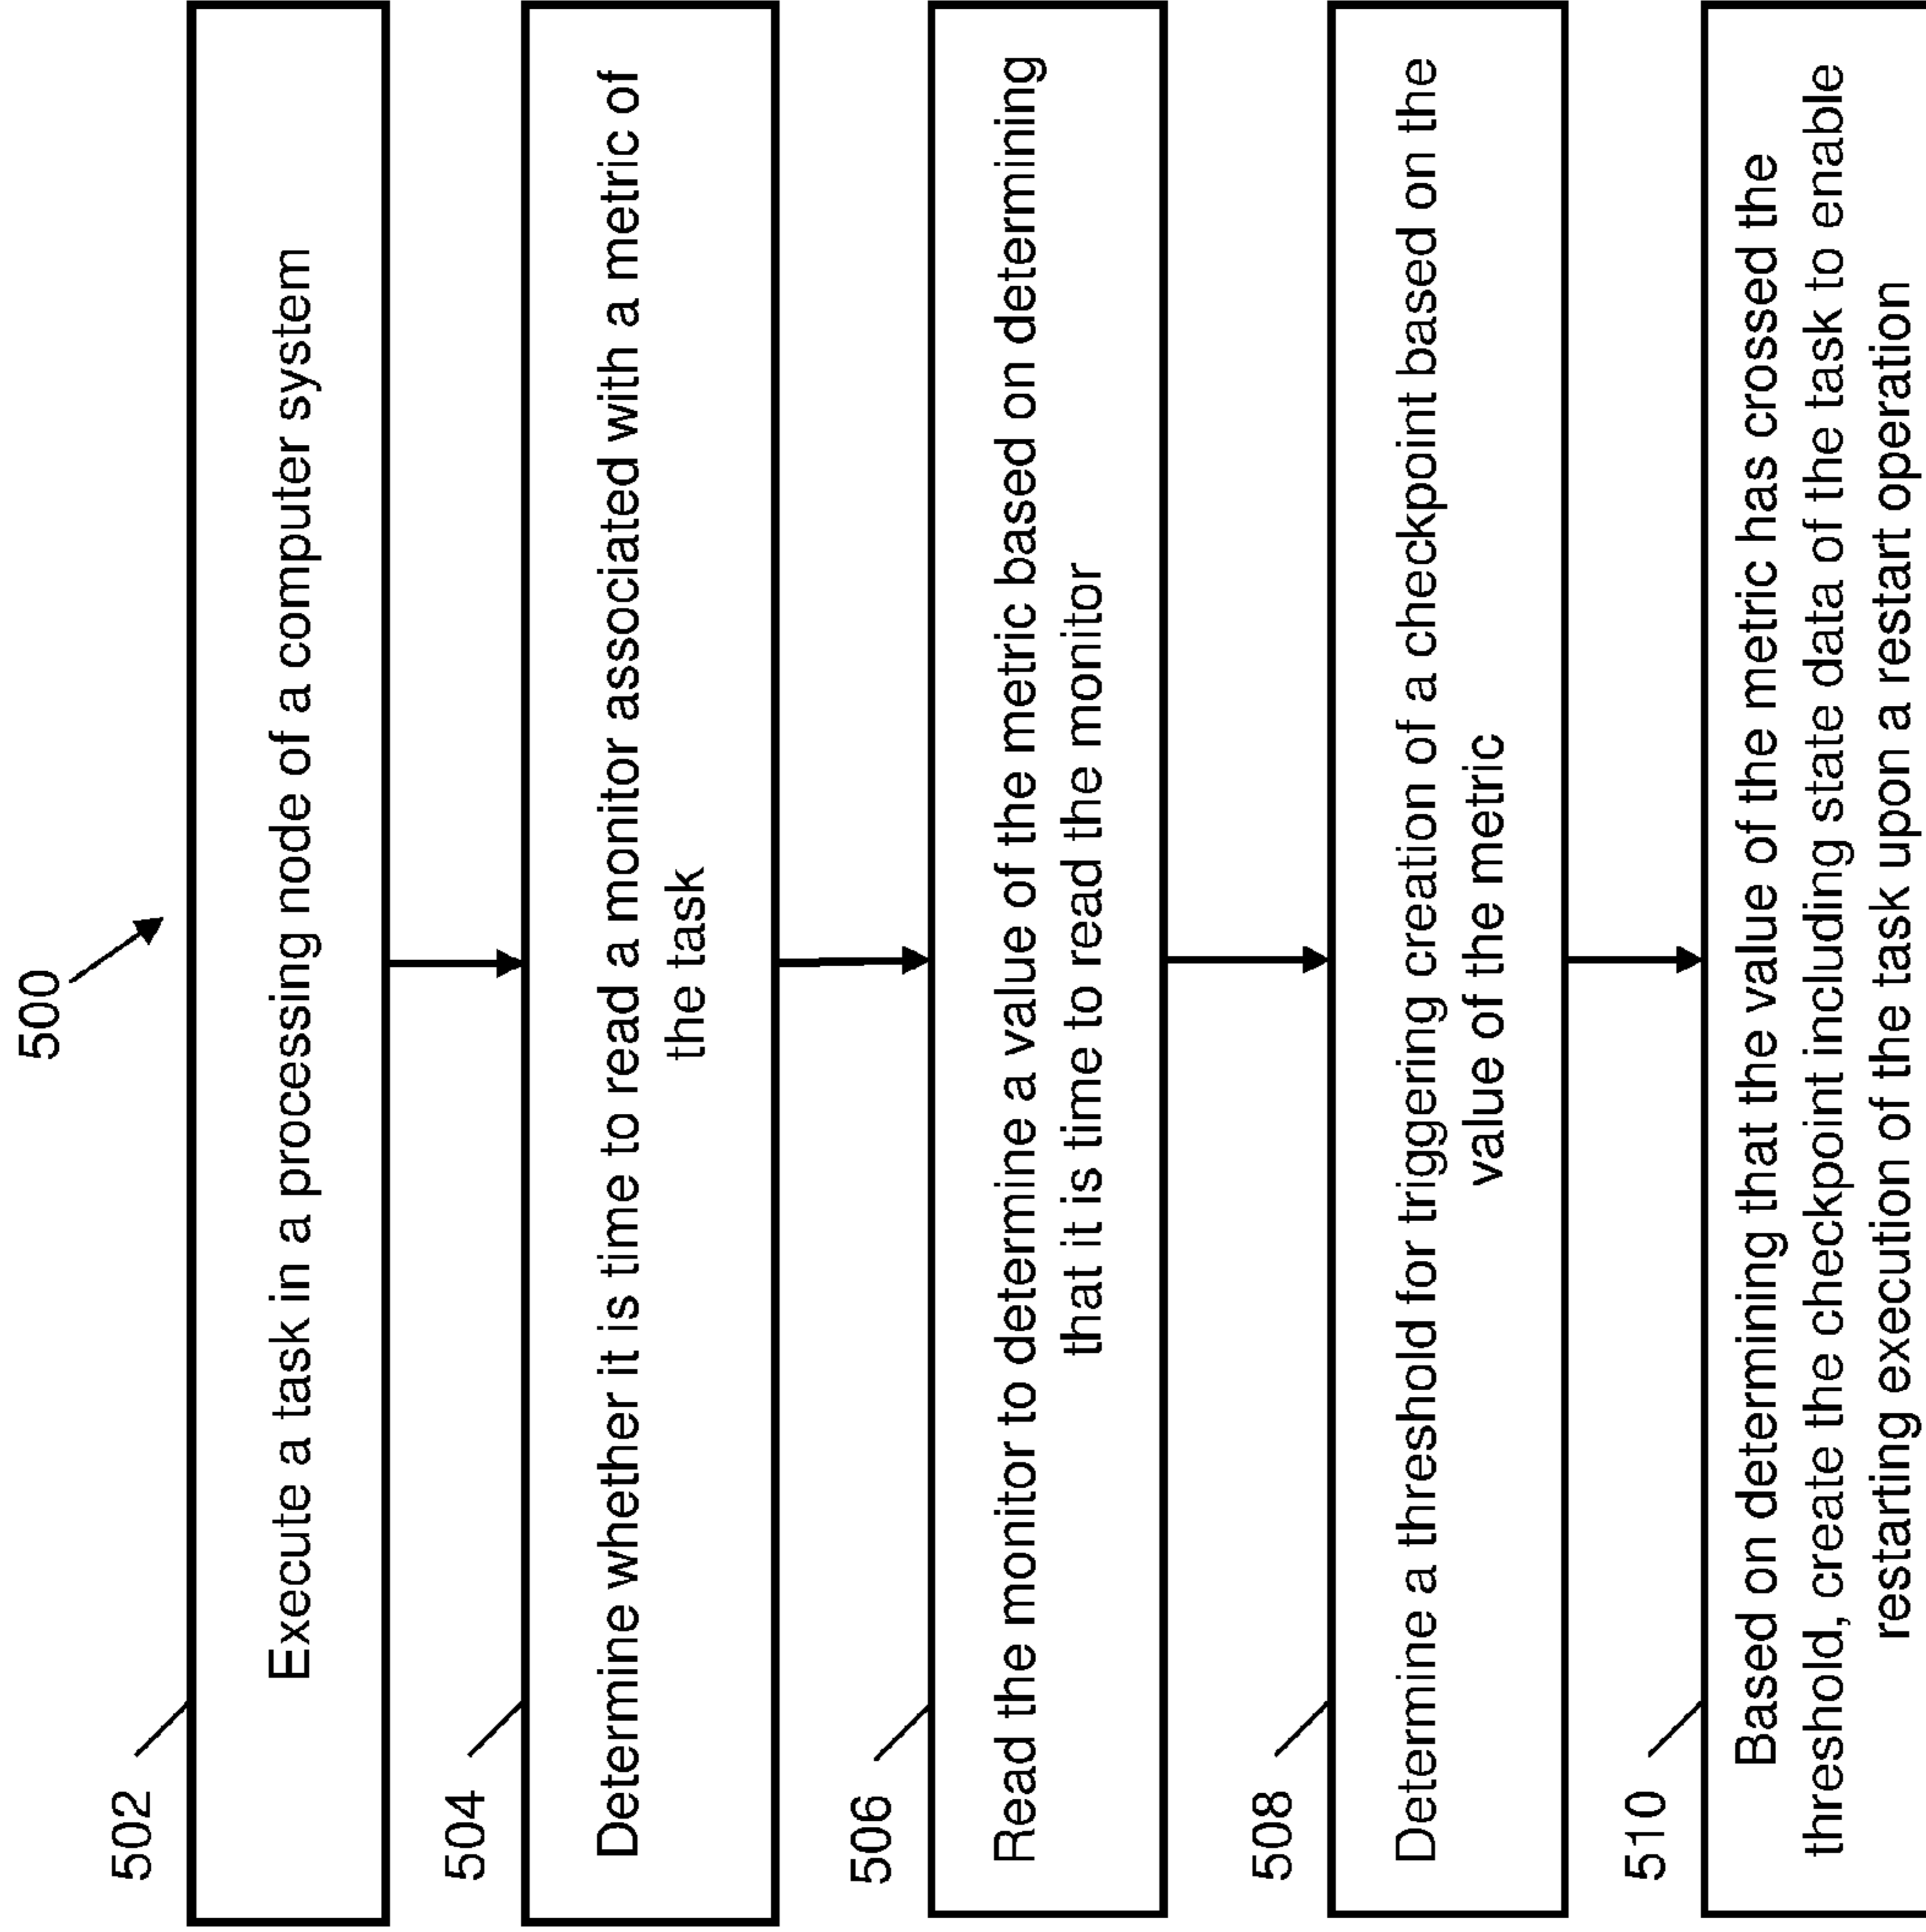 500
502
Execute a task in a processing node of a computer system
504
Determine whether it is time to read a monitor associated with a metric of
the task
506
Read the monitor to determine a value of the metric based on determining
that it is time to read the monitor
508
Determine a threshold for triggering creation of a checkpoint based on the
value of the metric
510
Based on determining that the value of the metric has crossed the
threshold, create the checkpoint including state data of the task to enable
restarting execution of the task upon a restart operation